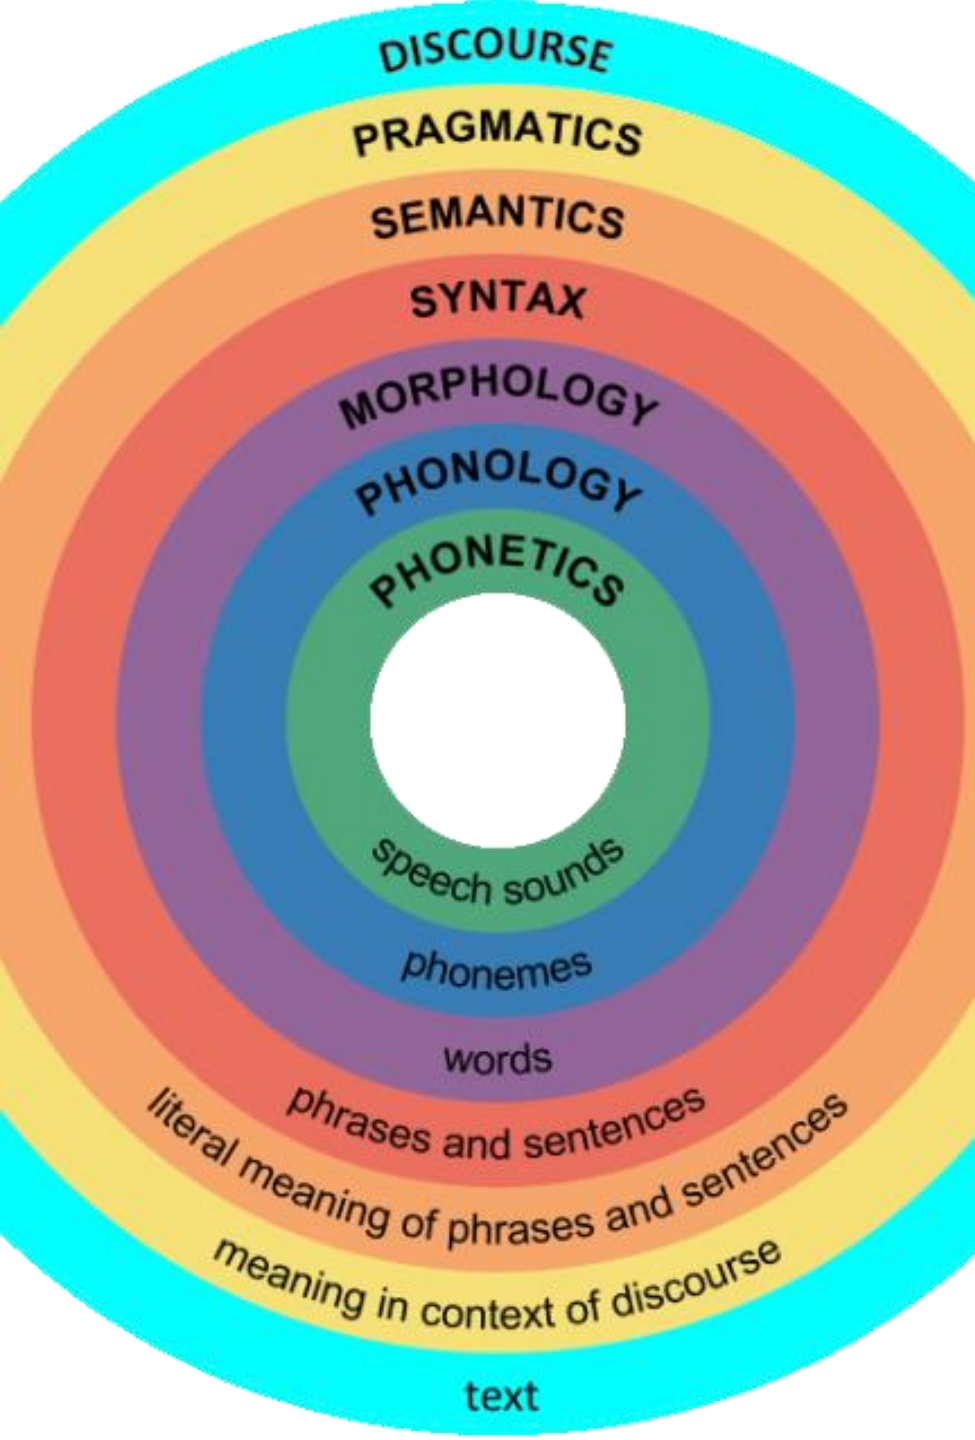 DISCOURSE
PRAGMATICS
SEMANTICS
SYNTAX
MORPHOLOGY
PHONOLOGY
PHONETICS
speech sounds
phonemes
words
phrases and sentences
literal meaning of phrases and sentences
meaning in context of discourse
text